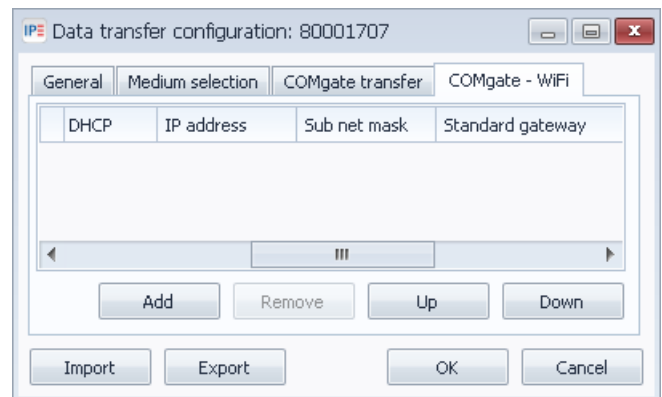 IPE Data transfer configuration: 80001707
General Medium selection COMgate transfer COMgate - WiFi
DHCP IP address Sub net mask Standard gateway
Add Remove Up Down
Import Export OK Cancel